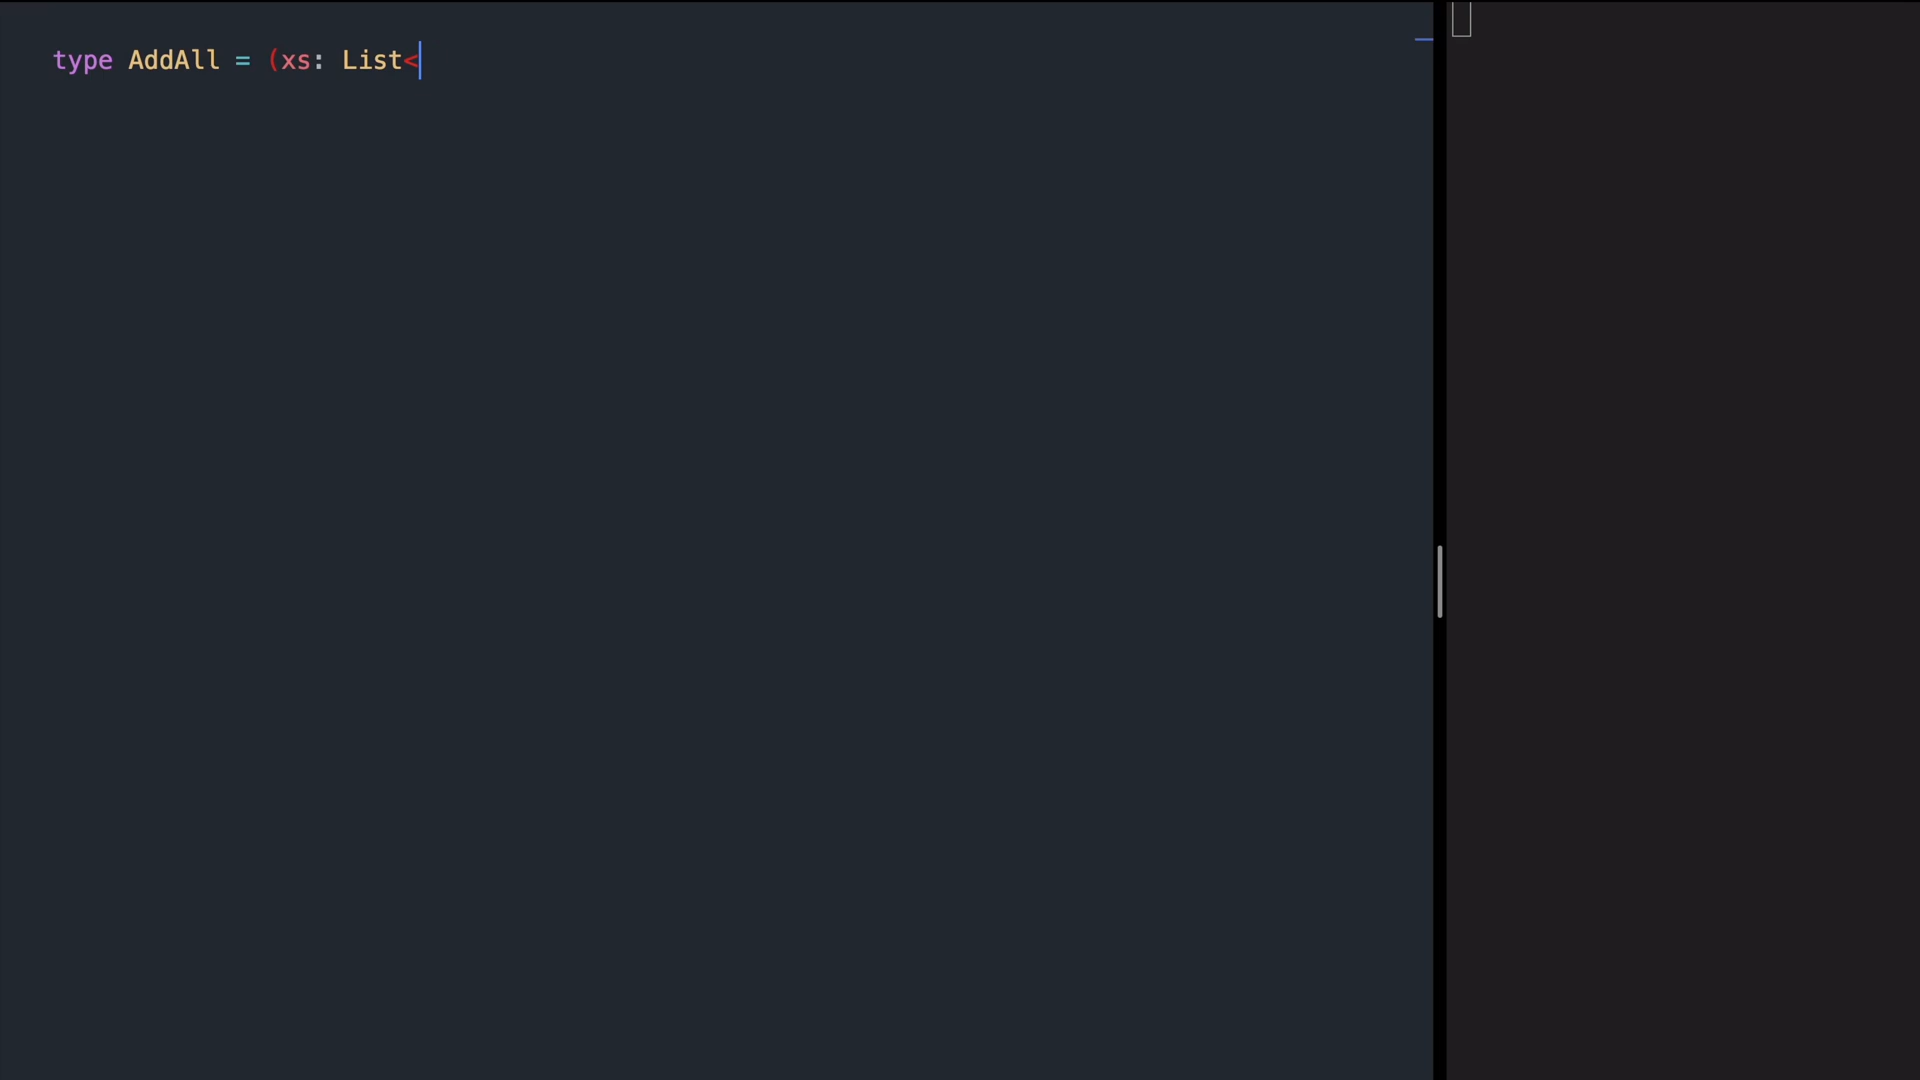 type AddAll = (xs: List<